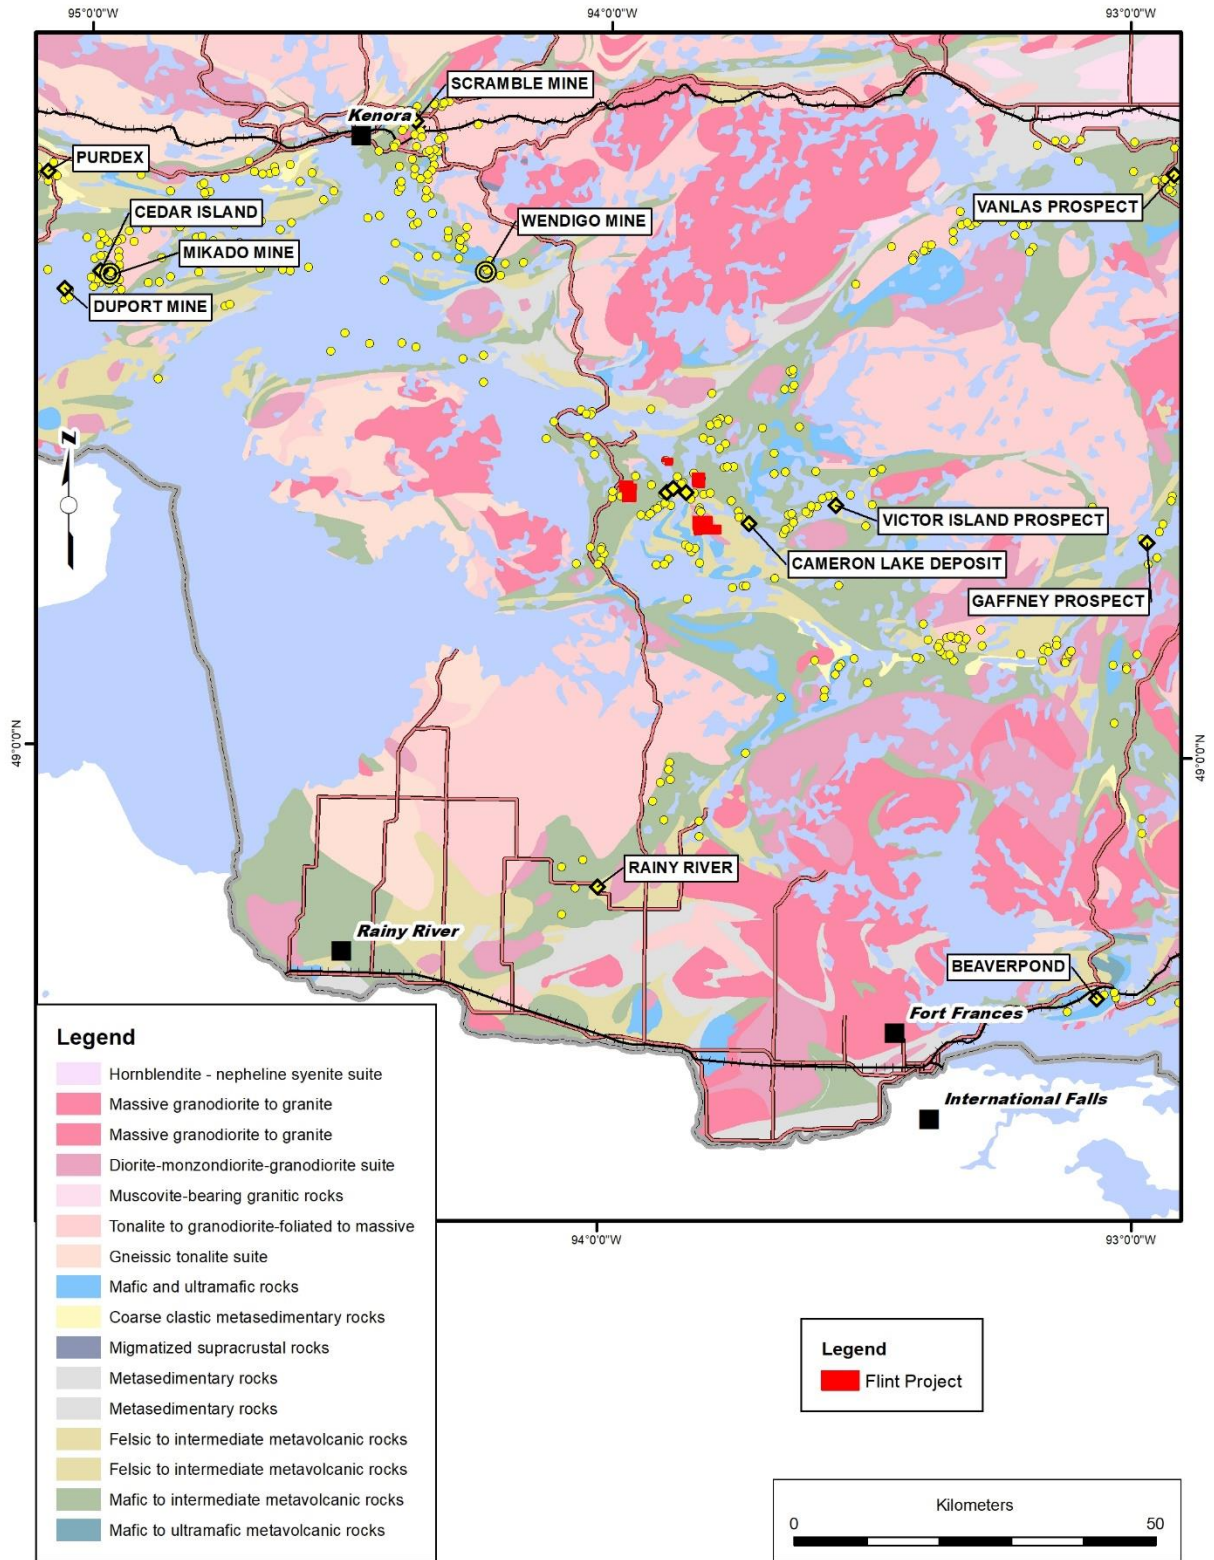 95°0'0"W
94°0'0"W
93°0'0"W
SCRAMBLE MINE
Kenora
PURDEX
VANLAS PROSPECT
CEDAR ISLAND
WENDIGO MINE
MIKADO MINE
DUPORT MINE
N
VICTOR ISLAND PROSPECT
CAMERON LAKE DEPOSIT
GAFFNEY PROSPECT
49°0'0"N
49°0'0"N
RAINY RIVER
Rainy River
BEAVERPOND
Fort Frances
International Falls
94°0'0"W
93°0'0"W
Legend
Hornblendite - nepheline syenite suite
Massive granodiorite to granite
Massive granodiorite to granite
Diorite-monzondiorite-granodiorite suite
Muscovite-bearing granitic rocks
Tonalite to granodiorite-foliated to massive
Gneissic tonalite suite
Mafic and ultramafic rocks
Coarse clastic metasedimentary rocks
Migmatized supracrustal rocks
Metasedimentary rocks
Metasedimentary rocks
Felsic to intermediate metavolcanic rocks
Felsic to intermediate metavolcanic rocks
Mafic to intermediate metavolcanic rocks
Mafic to ultramafic metavolcanic rocks
Legend
Flint Project
Kilometers
0 50